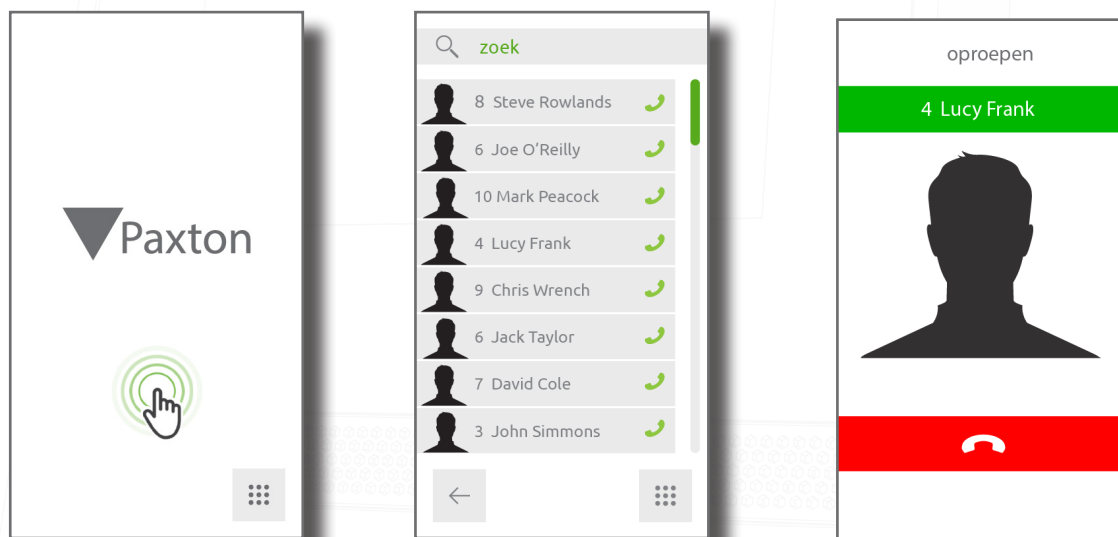 Paxton
zoek
8 Steve Rowlands
6 Joe O'Reilly
10 Mark Peacock
4 Lucy Frank
9 Chris Wrench
6 Jack Taylor
7 David Cole
3 John Simmons
oproepen
4 Lucy Frank